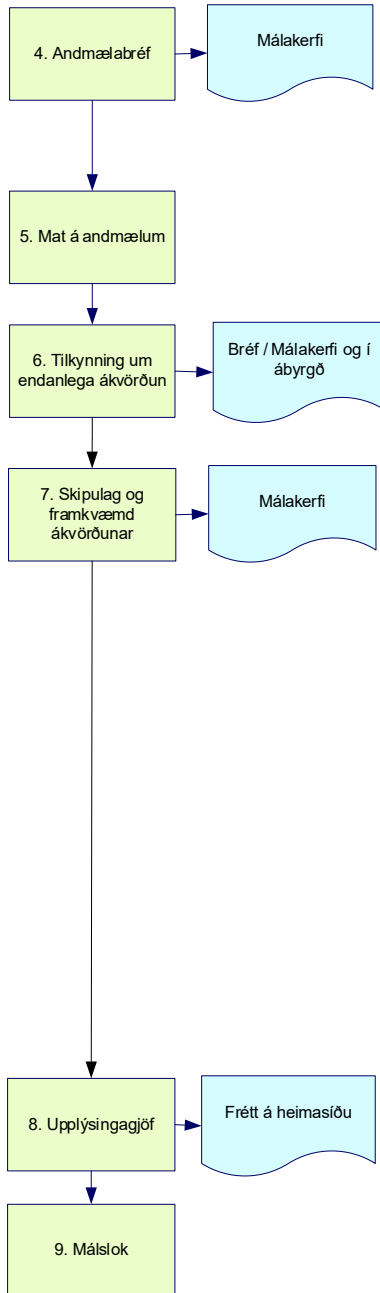 4. Andmælabréf
Málakerfi
5. Mat á andmælum
6. Tilkynning um
endanlega ákvörðun
Bréf / Málakerfi og í
ábyrgð
7. Skipulag og
framkvæmd
ákvörðunar
Málakerfi
8. Upplýsingagjöf
Frétt á heimasíðu
9. Málslok